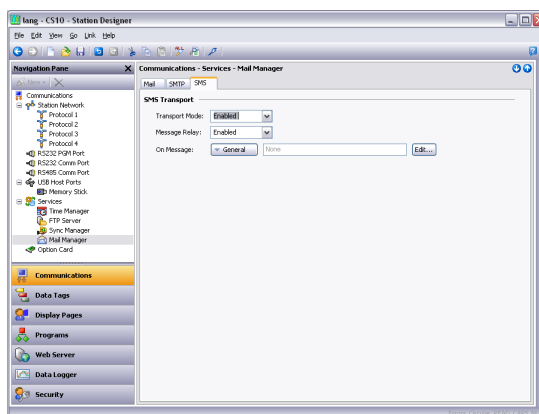 lang - CS10 - Station Designer
File Edit View Go Link Help
Navigation Pane
New
Communications
Station Network
Protocol 1
Protocol 2
Protocol 3
Protocol 4
RS232 PGM Port
RS232 Comm Port
RS485 Comm Port
USB Host Ports
Memory Stick
Services
Time Manager
FTP Server
Sync Manager
Mail Manager
Option Card
Communications
Data Tags
Display Pages
Programs
Web Server
Data Logger
Security
Communications - Services - Mail Manager
Mail SMTP SMS
SMS Transport
Transport Mode: Enabled
Message Relay: Enabled
On Message: General None Edit...